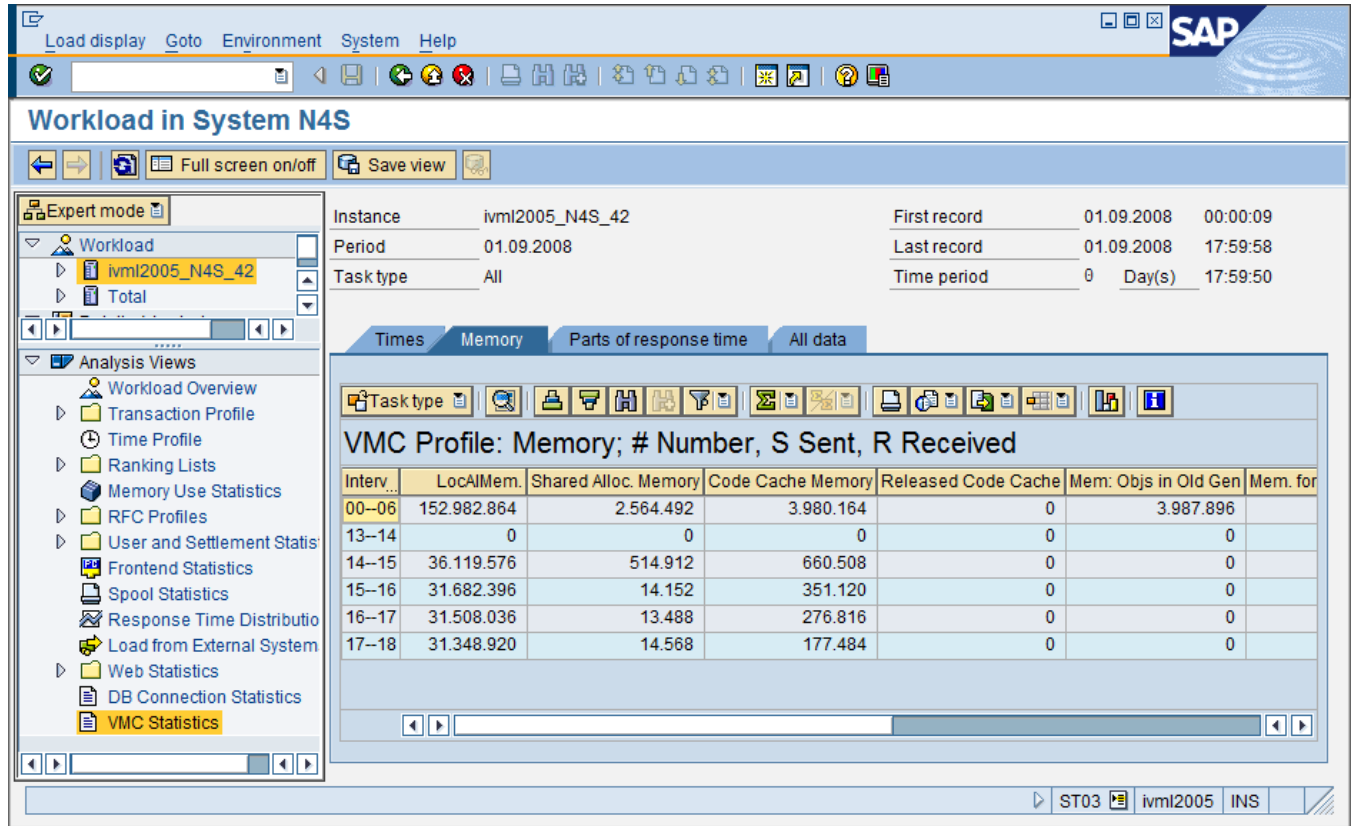 Load display Goto Environment System Help
SAP
Workload in System N4S
Full screen on/off Save view
Expert mode
Workload
ivml2005_N4S_42
Total
Analysis Views
Workload Overview
Transaction Profile
Time Profile
Ranking Lists
Memory Use Statistics
RFC Profiles
User and Settlement Statis
Frontend Statistics
Spool Statistics
Response Time Distributio
Load from External System
Web Statistics
DB Connection Statistics
VMC Statistics
Instance ivml2005_N4S_42 First record 01.09.2008 00:00:09
Period 01.09.2008 Last record 01.09.2008 17:59:58
Task type All Time period 0 Day(s) 17:59:50
Times Memory Parts of response time All data
Task type
VMC Profile: Memory; # Number, S Sent, R Received
Interv... LocAlMem. Shared Alloc. Memory Code Cache Memory Released Code Cache Mem: Objs in Old Gen Mem. for
00--06 152.982.864 2.564.492 3.980.164 0 3.987.896
13--14 0 0 0 0 0
14--15 36.119.576 514.912 660.508 0 0
15--16 31.682.396 14.152 351.120 0 0
16--17 31.508.036 13.488 276.816 0 0
17--18 31.348.920 14.568 177.484 0 0
ST03 ivml2005 INS